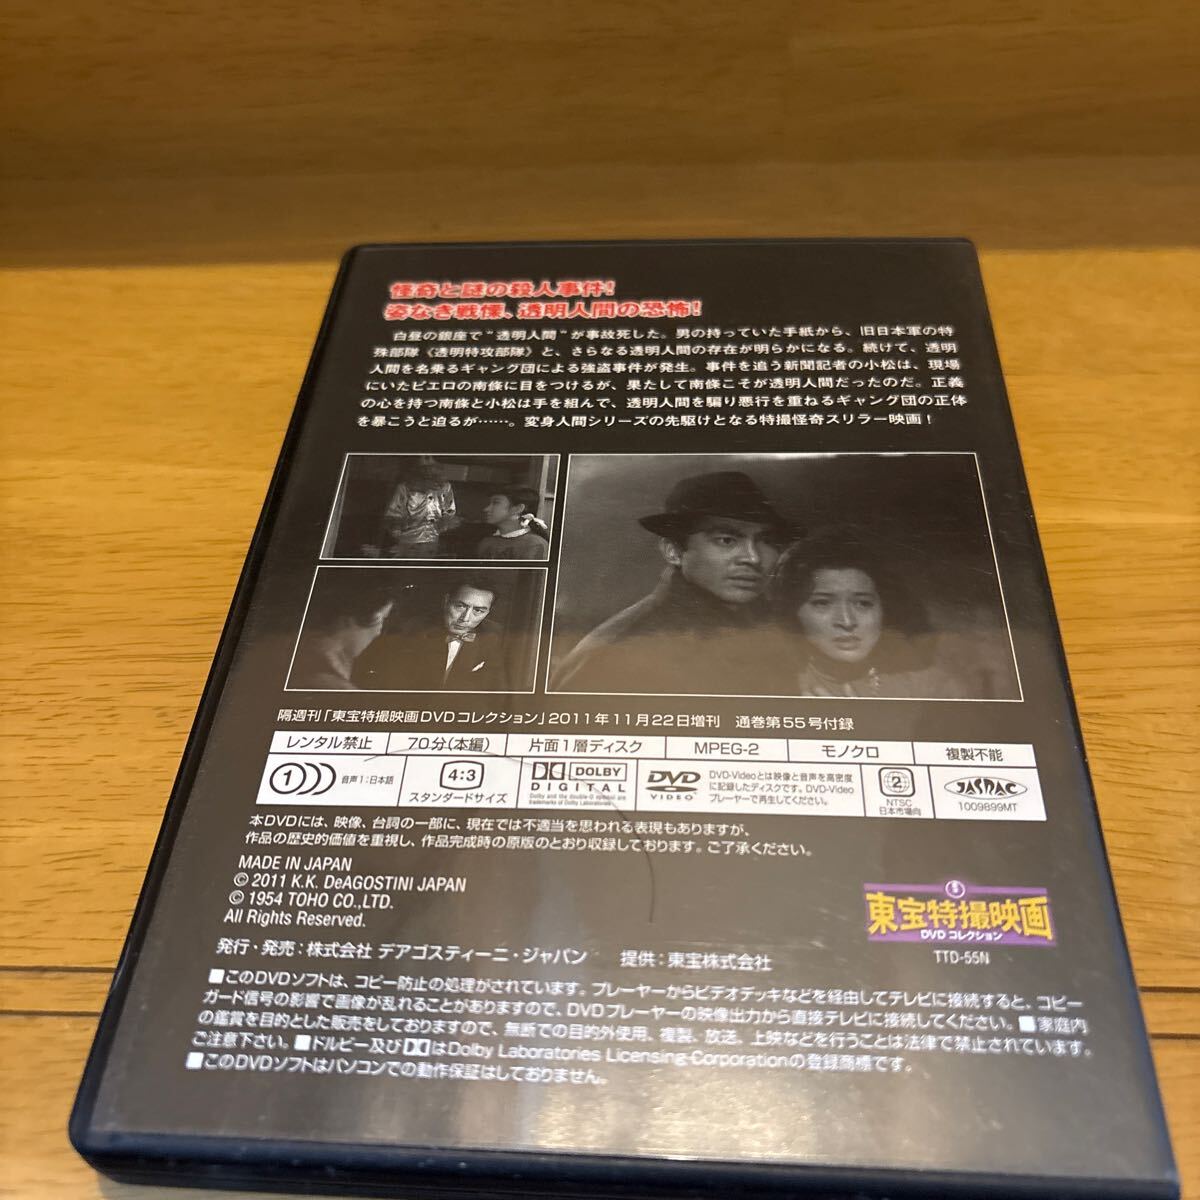 怪奇と謎の殺人事件!
姿なき戦慄、透明人間の恐怖!
白昼の銀座で“透明人間”が事故死した。男の持っていた手紙から、旧日本軍の特
殊部隊《透明特攻部隊》と、さらなる透明人間の存在が明らかになる。続けて、透明
人間を名乗るギャング団による強盗事件が発生。事件を追う新聞記者の小松は、現場
にいたピエロの南條に目をつけるが、果たして南條こそが透明人間だったのだ。正義
の心を持つ南條と小松は手を組んで、透明人間を騙り悪行を重ねるギャング団の正体
を暴こうと迫るが……。変身人間シリーズの先駆けとなる特撮怪奇スリラー映画!
隔週刊「東宝特撮映画DVDコレクション」2011年11月22日増刊 通巻第55号付録
レンタル禁止 70分(本編) 片面1層ディスク MPEG-2 モノクロ 複製不能
1 音声1:日本語
4:3
スタンダードサイズ
DOLBY
DIGITAL
Dolby and the double-D symbol are
trademarks of Dolby Laboratories.
DVD
VIDEO
DVD-Videoとは映像と音声を高密度
に記録したディスクです。DVD-Video
プレーヤーで再生してください。
2
NTSC
日本市場向
JASRAC
1009899MT
本DVDには、映像、台詞の一部に、現在では不適当を思われる表現もありますが、
作品の歴史的価値を重視し、作品完成時の原版のとおり収録しております。ご了承ください。
MADE IN JAPAN
© 2011 K.K. DeAGOSTINI JAPAN
© 1954 TOHO CO.,LTD.
All Rights Reserved.
東宝特撮映画
DVDコレクション
TTD-55N
発行・発売:株式会社 デアゴスティーニ・ジャパン 提供:東宝株式会社
■このDVDソフトは、コピー防止の処理がされています。プレーヤーからビデオデッキなどを経由してテレビに接続すると、コピー
ガード信号の影響で画像が乱れることがありますので、DVDプレーヤーの映像出力から直接テレビに接続してください。■家庭内
の鑑賞を目的とした販売をしておりますので、無断での目的外使用、複製、放送、上映などを行うことは法律で禁止されています。
ご注意下さい。■ドルビー及びDDはDolby Laboratories Licensing Corporationの登録商標です。
■このDVDソフトはパソコンでの動作保証はしておりません。